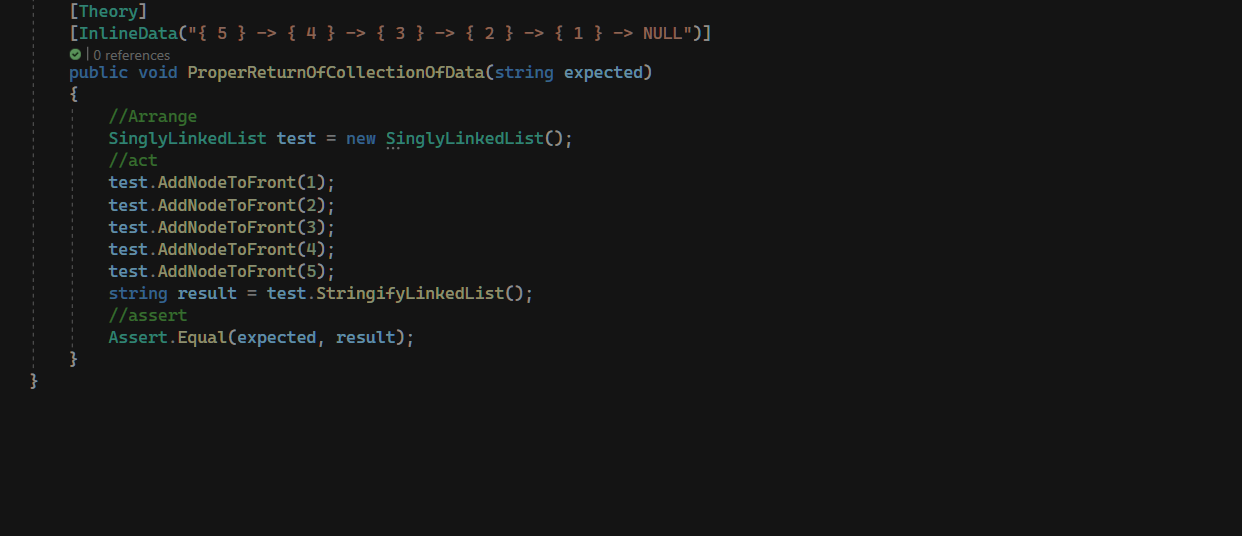 [Theory]
[InlineData("{ 5 } -> { 4 } -> { 3 } -> { 2 } -> { 1 } -> NULL")]
| 0 references
public void ProperReturnOfCollectionOfData(string expected)
{
//Arrange
SinglyLinkedList test = new SinglyLinkedList();
//act
test.AddNodeToFront(1);
test.AddNodeToFront(2);
test.AddNodeToFront(3);
test.AddNodeToFront(4);
test.AddNodeToFront(5);
string result = test.StringifyLinkedList();
//assert
Assert.Equal(expected, result);
}
}